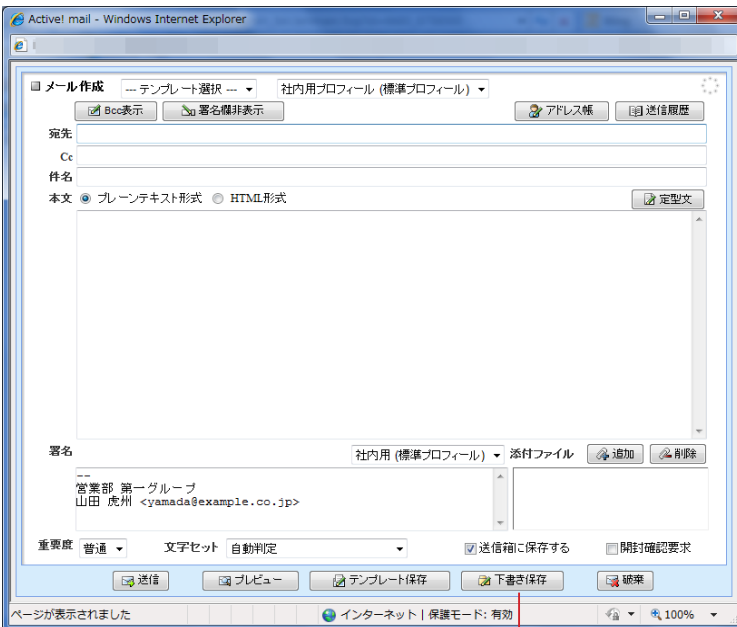 Active! mail - Windows Internet Explorer
メール作成 --- テンプレート選択 --- 社内用プロフィール (標準プロフィール)
Bcc表示 署名欄非表示 アドレス帳 送信履歴
宛先
Cc
件名
本文 プレーンテキスト形式 HTML形式 定型文
署名 社内用 (標準プロフィール) 添付ファイル 追加 削除
--
営業部 第一グループ
山田 虎州 <yamada@example.co.jp>
重要度 普通 文字セット 自動判定 送信箱に保存する 開封確認要求
送信 プレビュー テンプレート保存 下書き保存 破棄
ページが表示されました インターネット | 保護モード: 有効 100%